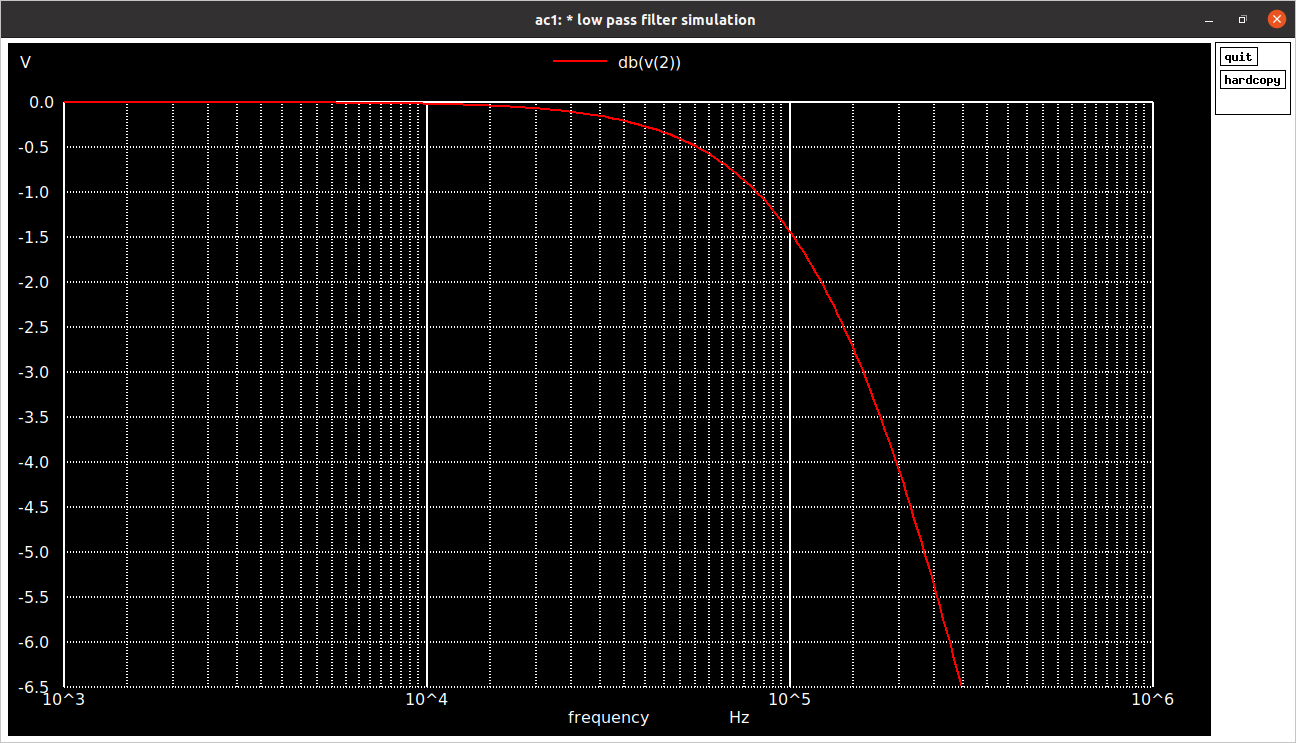 ac1: * low pass filter simulation
quit
hardcopy
V
db(v(2))
0.0
-0.5
-1.0
-1.5
-2.0
-2.5
-3.0
-3.5
-4.0
-4.5
-5.0
-5.5
-6.0
-6.5
10^3 10^4 10^5 10^6
frequency Hz